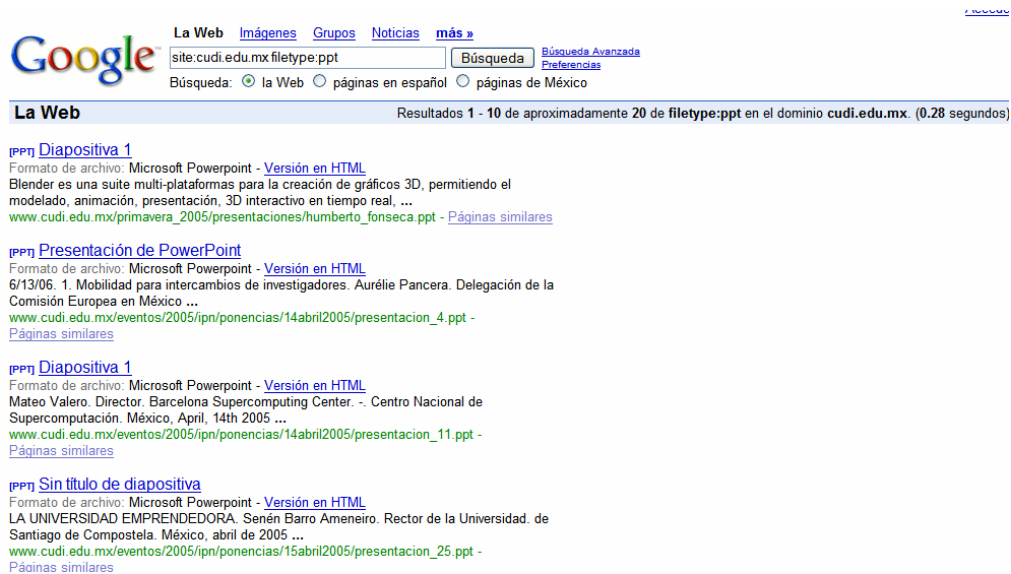 Acceder
La Web Imágenes Grupos Noticias más »
Google
site:cudi.edu.mx filetype:ppt Búsqueda Búsqueda Avanzada
Preferencias
Búsqueda: la Web páginas en español páginas de México
La Web Resultados 1 - 10 de aproximadamente 20 de filetype:ppt en el dominio cudi.edu.mx. (0.28 segundos)
[PPT] Diapositiva 1
Formato de archivo: Microsoft Powerpoint - Versión en HTML
Blender es una suite multi-plataformas para la creación de gráficos 3D, permitiendo el
modelado, animación, presentación, 3D interactivo en tiempo real, ...
www.cudi.edu.mx/primavera_2005/presentaciones/humberto_fonseca.ppt - Páginas similares
[PPT] Presentación de PowerPoint
Formato de archivo: Microsoft Powerpoint - Versión en HTML
6/13/06. 1. Mobilidad para intercambios de investigadores. Aurélie Pancera. Delegación de la
Comisión Europea en México ...
www.cudi.edu.mx/eventos/2005/ipn/ponencias/14abril2005/presentacion_4.ppt -
Páginas similares
[PPT] Diapositiva 1
Formato de archivo: Microsoft Powerpoint - Versión en HTML
Mateo Valero. Director. Barcelona Supercomputing Center. -. Centro Nacional de
Supercomputación. México, April, 14th 2005 ...
www.cudi.edu.mx/eventos/2005/ipn/ponencias/14abril2005/presentacion_11.ppt -
Páginas similares
[PPT] Sin título de diapositiva
Formato de archivo: Microsoft Powerpoint - Versión en HTML
LA UNIVERSIDAD EMPRENDEDORA. Senén Barro Ameneiro. Rector de la Universidad. de
Santiago de Compostela. México, abril de 2005 ...
www.cudi.edu.mx/eventos/2005/ipn/ponencias/15abril2005/presentacion_25.ppt -
Páginas similares